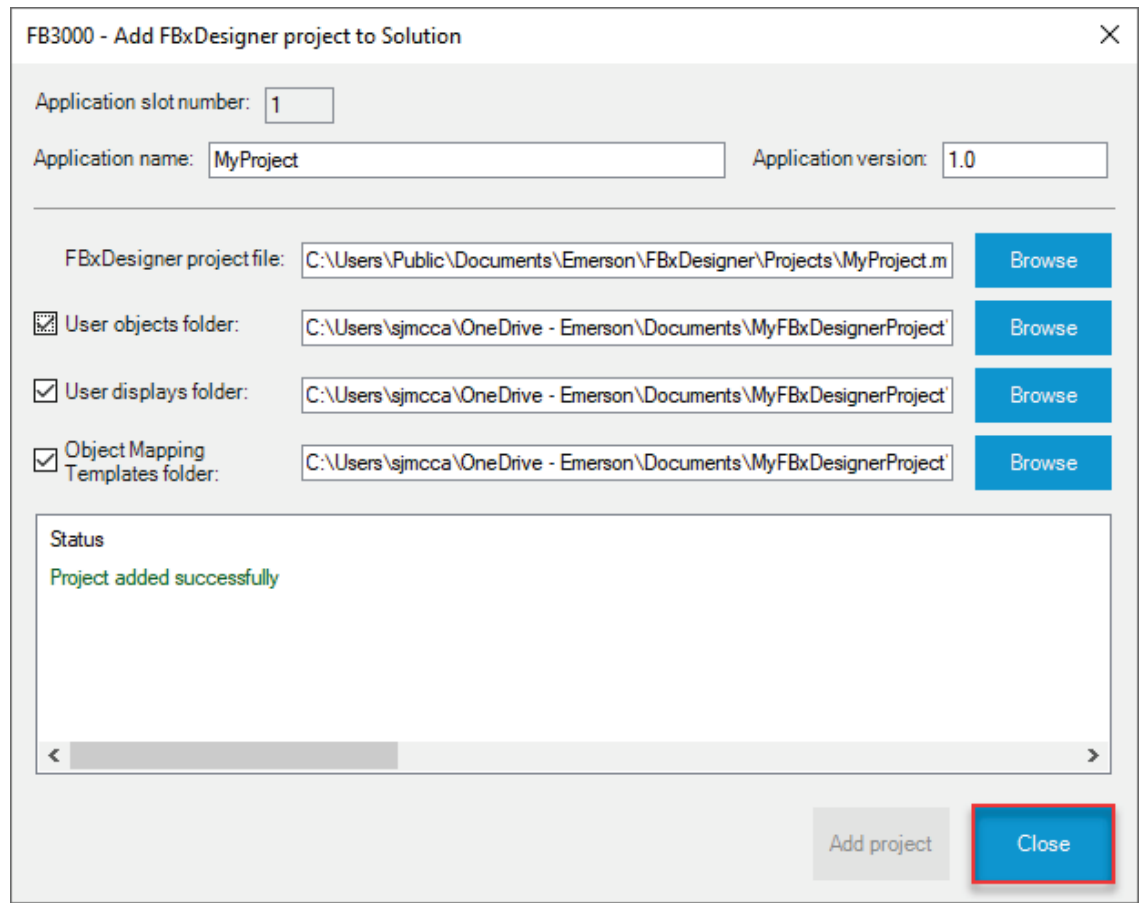 FB3000 - Add FBxDesigner project to Solution
Application slot number: 1
Application name: MyProject Application version: 1.0
FBxDesigner project file: C:\Users\Public\Documents\Emerson\FBxDesigner\Projects\MyProject.m Browse
User objects folder: C:\Users\sjmcca\OneDrive - Emerson\Documents\MyFBxDesignerProject Browse
User displays folder: C:\Users\sjmcca\OneDrive - Emerson\Documents\MyFBxDesignerProject Browse
Object Mapping
Templates folder: C:\Users\sjmcca\OneDrive - Emerson\Documents\MyFBxDesignerProject Browse
Status
Project added successfully
Add project Close